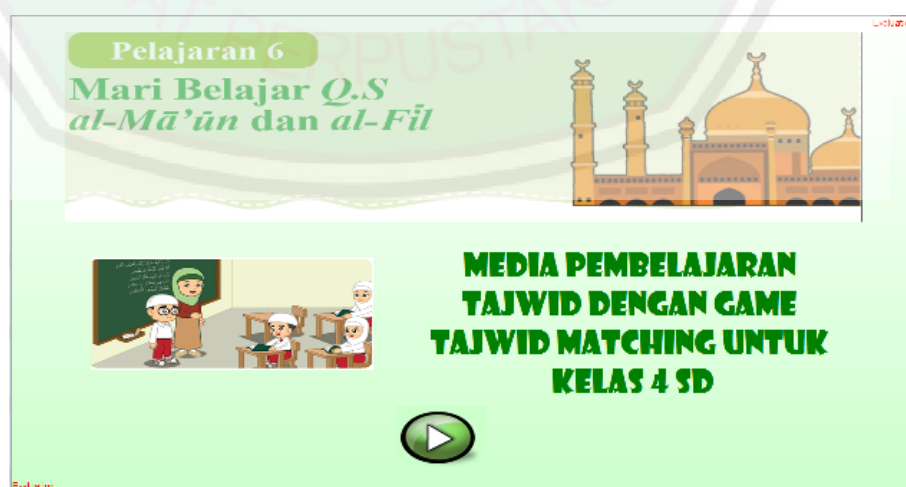 Pelajaran 6
Mari Belajar Q.S
al-Mā'ūn dan al-Fīl
MEDIA PEMBELAJARAN
TAJWID DENGAN GAME
TAJWID MATCHING UNTUK
KELAS 4 SD